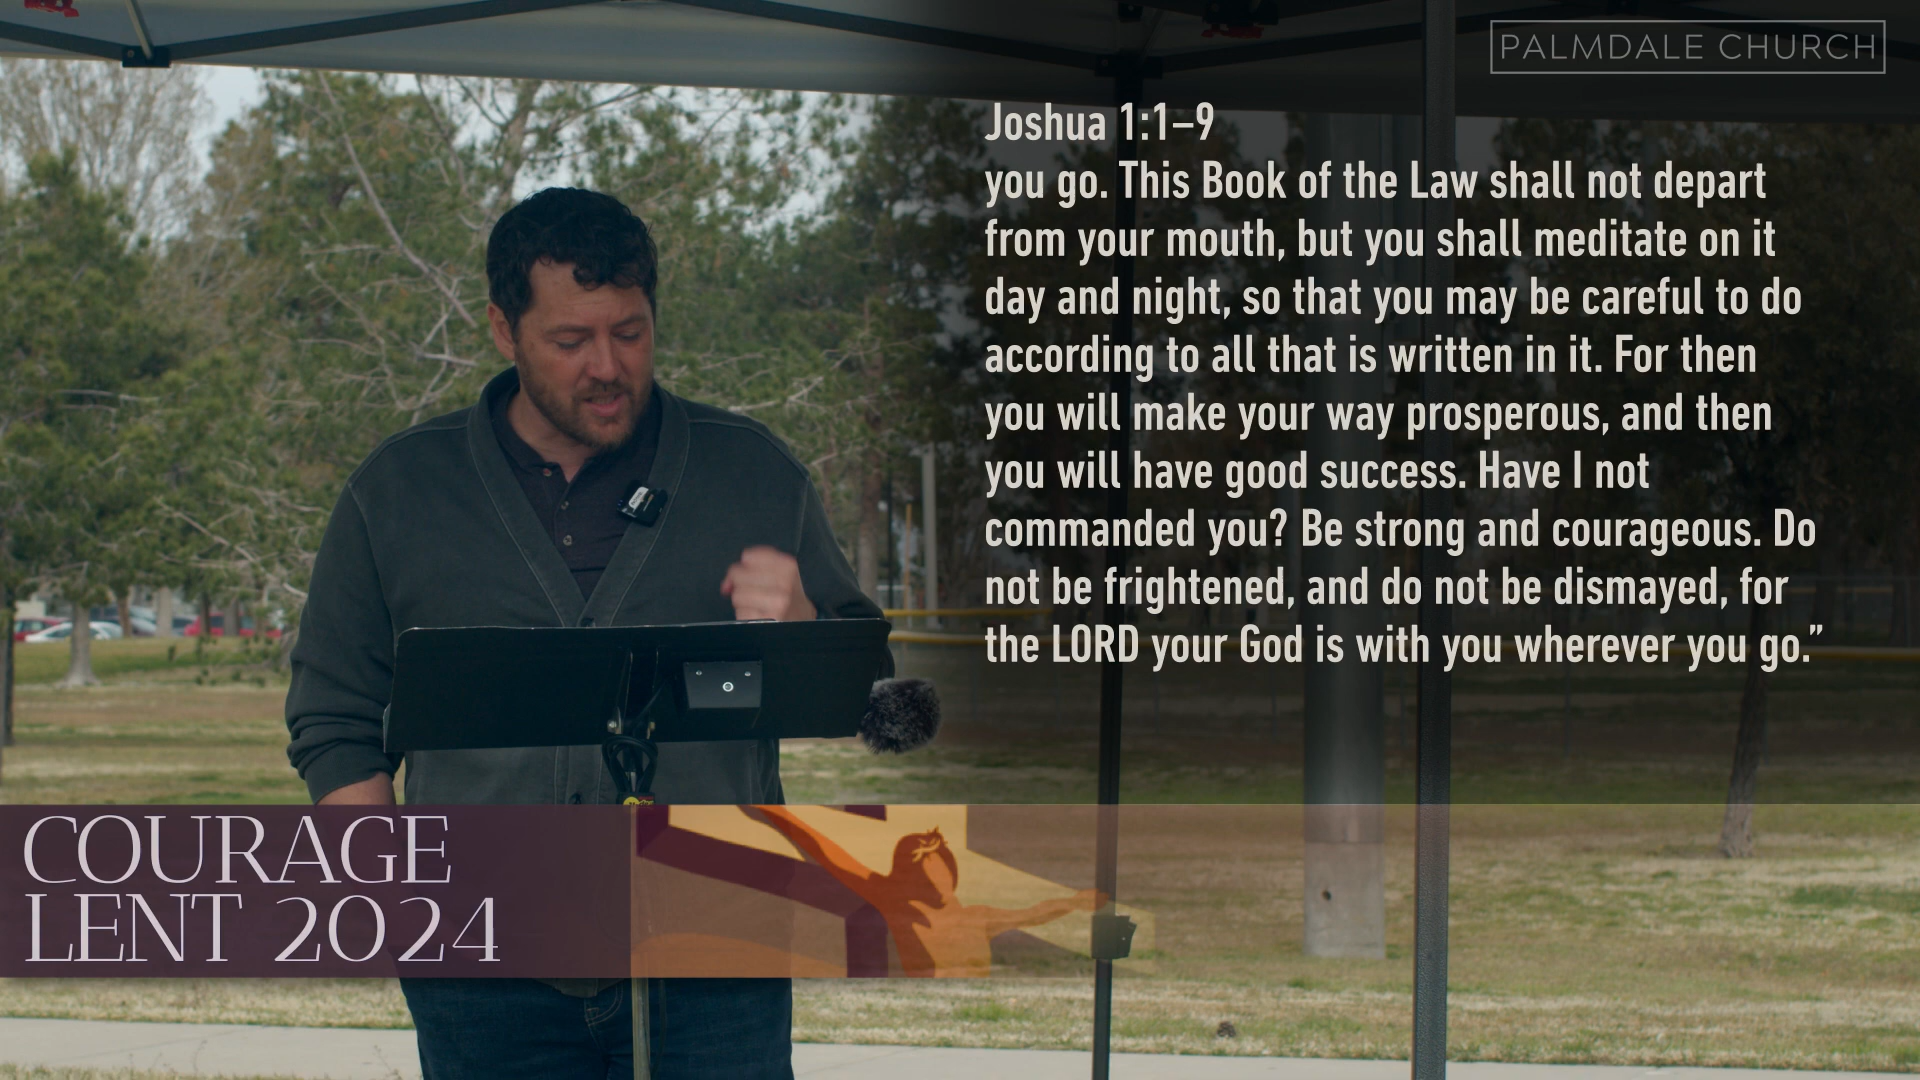 PALMDALE CHURCH
Joshua 1:1–9
you go. This Book of the Law shall not depart
from your mouth, but you shall meditate on it
day and night, so that you may be careful to do
according to all that is written in it. For then
you will make your way prosperous, and then
you will have good success. Have I not
commanded you? Be strong and courageous. Do
not be frightened, and do not be dismayed, for
the LORD your God is with you wherever you go.”
COURAGE
LENT 2024